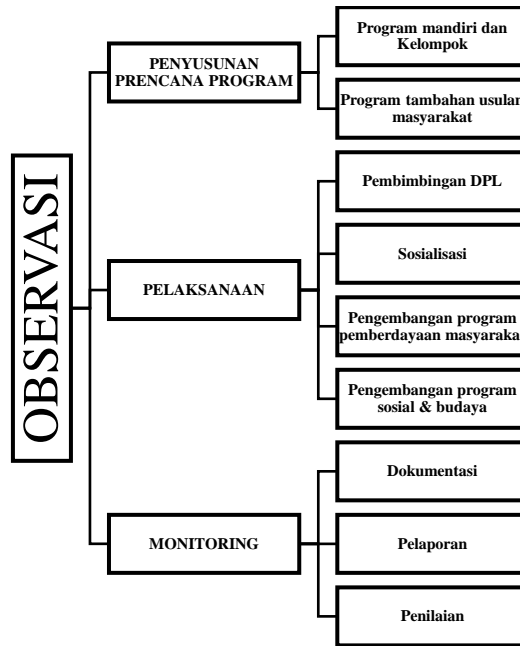 OBSERVASI
PENYUSUNAN
PRENCANA PROGRAM
Program mandiri dan
Kelompok
Program tambahan usulan
masyarakat
PELAKSANAAN
Pembimbingan DPL
Sosialisasi
Pengembangan program
pemberdayaan masyaraka
Pengembangan program
sosial & budaya
MONITORING
Dokumentasi
Pelaporan
Penilaian